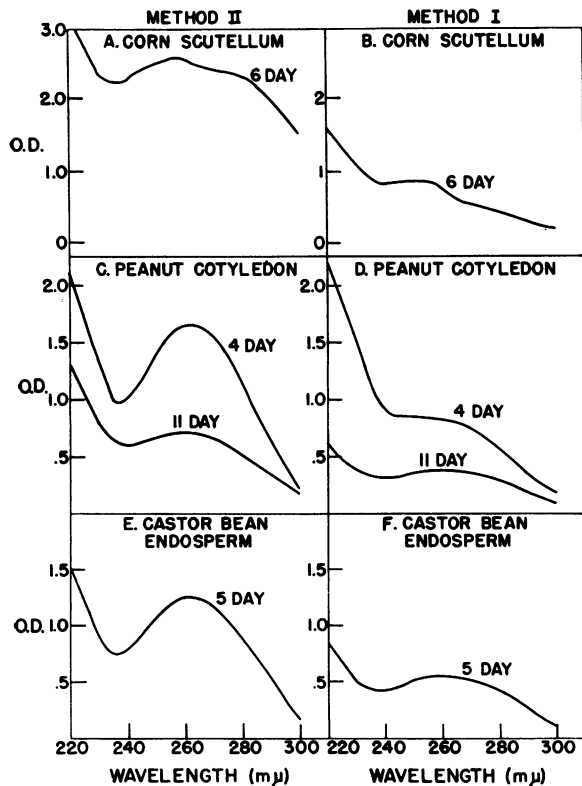 METHOD II
METHOD I
A. CORN SCUTELLUM
B. CORN SCUTELLUM
3.0
2.0
1.0
0
O.D.
6 DAY
2
1
0
6 DAY
C. PEANUT COTYLEDON
D. PEANUT COTYLEDON
2.0
1.5
1.0
.5
O.D.
4 DAY
11 DAY
2.0
1.5
1.0
.5
4 DAY
11 DAY
E. CASTOR BEAN
ENDOSPERM
F. CASTOR BEAN
ENDOSPERM
1.5
1.0
.5
O.D.
5 DAY
1.5
1.0
.5
5 DAY
220 240 260 280 300
220 240 260 280 300
WAVELENGTH (mμ)
WAVELENGTH (mμ)